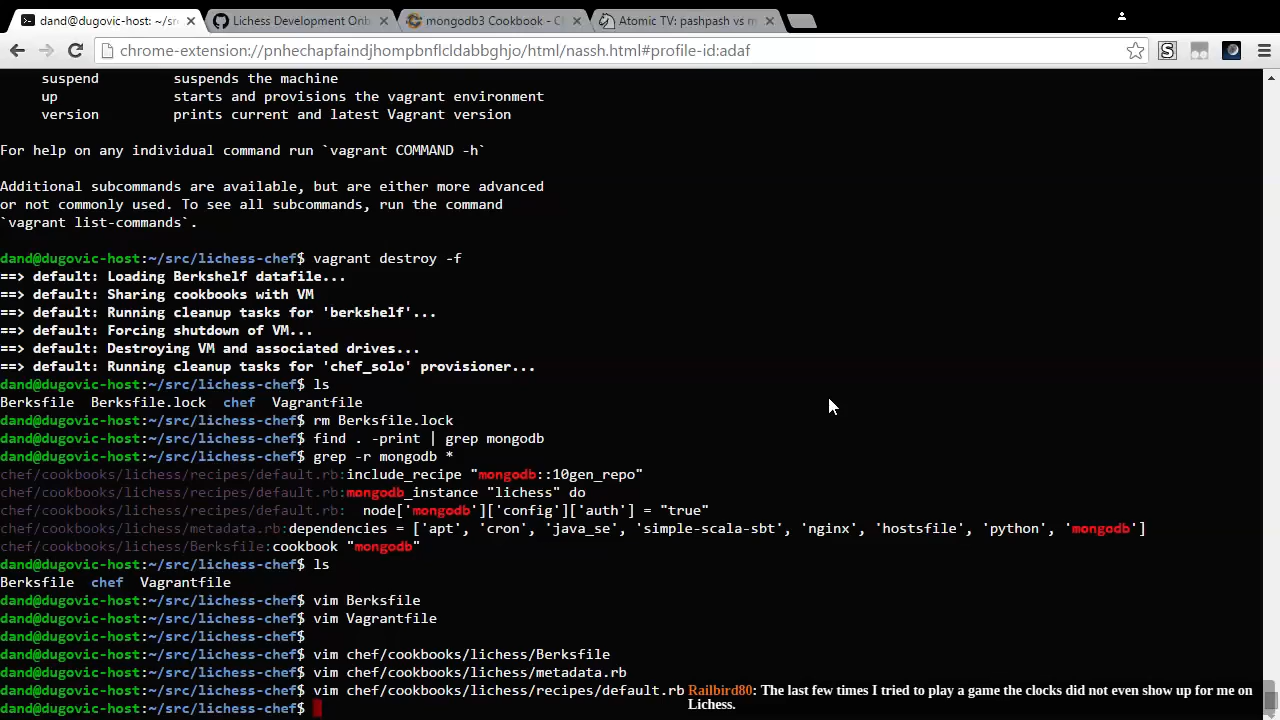 dand@dugovic-host: ~/sr
Lichess Development Onb
mongodb3 Cookbook - C
Atomic TV: pashpash vs m
chrome-extension://pnhechapfaindjhompbnflcldabbghjo/html/nassh.html#profile-id:adaf
suspend suspends the machine
up starts and provisions the vagrant environment
version prints current and latest Vagrant version
For help on any individual command run `vagrant COMMAND -h`
Additional subcommands are available, but are either more advanced
or not commonly used. To see all subcommands, run the command
`vagrant list-commands`.
dand@dugovic-host:~/src/lichess-chef$ vagrant destroy -f
==> default: Loading Berkshelf datafile...
==> default: Sharing cookbooks with VM
==> default: Running cleanup tasks for 'berkshelf'...
==> default: Forcing shutdown of VM...
==> default: Destroying VM and associated drives...
==> default: Running cleanup tasks for 'chef_solo' provisioner...
dand@dugovic-host:~/src/lichess-chef$ ls
Berksfile Berksfile.lock chef Vagrantfile
dand@dugovic-host:~/src/lichess-chef$ rm Berksfile.lock
dand@dugovic-host:~/src/lichess-chef$ find . -print | grep mongodb
dand@dugovic-host:~/src/lichess-chef$ grep -r mongodb *
chef/cookbooks/lichess/recipes/default.rb:include_recipe "mongodb::10gen_repo"
chef/cookbooks/lichess/recipes/default.rb:mongodb_instance "lichess" do
chef/cookbooks/lichess/recipes/default.rb:  node['mongodb']['config']['auth'] = "true"
chef/cookbooks/lichess/metadata.rb:dependencies = ['apt', 'cron', 'java_se', 'simple-scala-sbt', 'nginx', 'hostsfile', 'python', 'mongodb']
chef/cookbooks/lichess/Berksfile:cookbook "mongodb"
dand@dugovic-host:~/src/lichess-chef$ ls
Berksfile chef Vagrantfile
dand@dugovic-host:~/src/lichess-chef$ vim Berksfile
dand@dugovic-host:~/src/lichess-chef$ vim Vagrantfile
dand@dugovic-host:~/src/lichess-chef$
dand@dugovic-host:~/src/lichess-chef$ vim chef/cookbooks/lichess/Berksfile
dand@dugovic-host:~/src/lichess-chef$ vim chef/cookbooks/lichess/metadata.rb
dand@dugovic-host:~/src/lichess-chef$ vim chef/cookbooks/lichess/recipes/default.rb
dand@dugovic-host:~/src/lichess-chef$
Railbird80: The last few times I tried to play a game the clocks did not even show up for me on
Lichess.